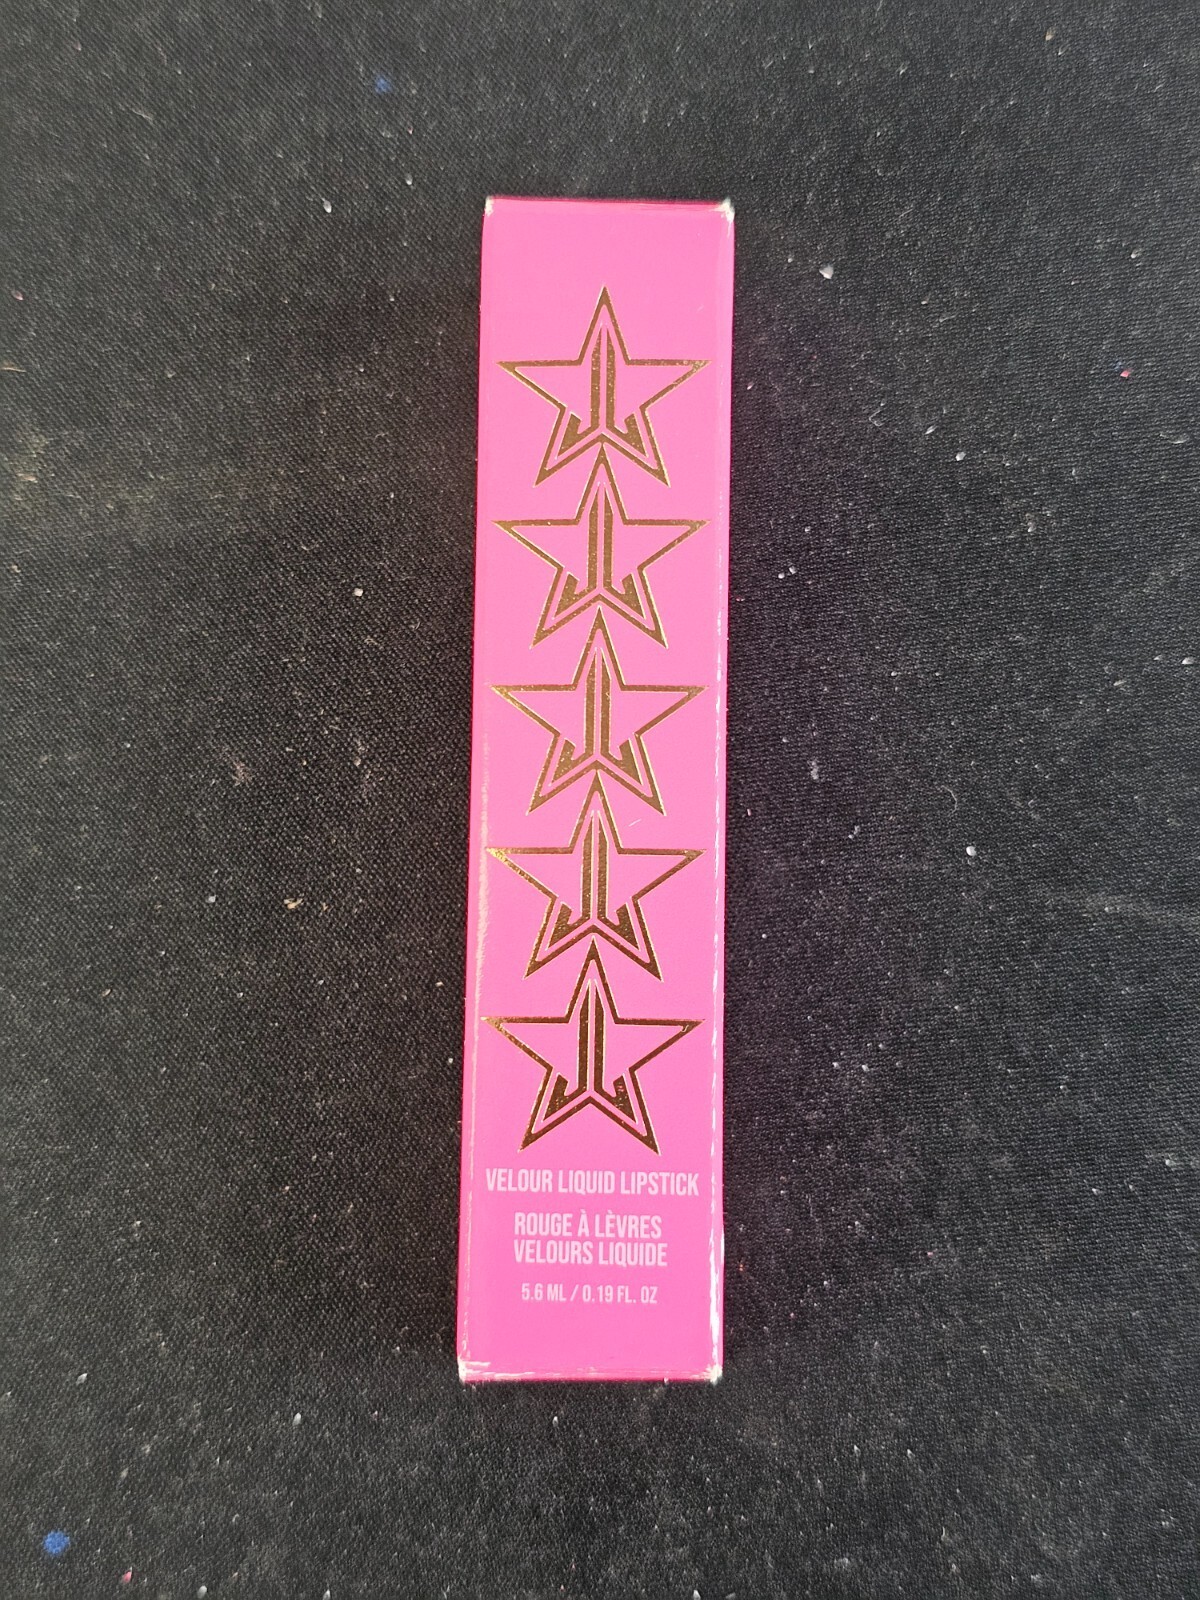 VELOUR LIQUID LIPSTICK
ROUGE À LÈVRES
VELOURS LIQUIDE
5.6 ML / 0.19 FL. OZ